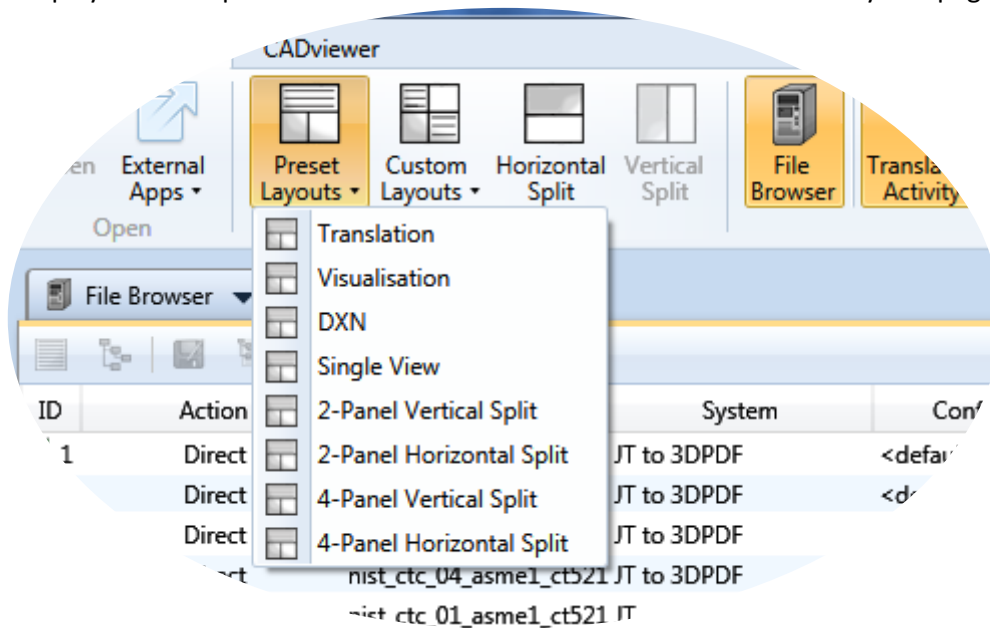 CADviewer
External Apps
Preset Layouts
Custom Layouts
Horizontal Split
Vertical Split
File Browser
Activity
Open
Translation
File Browser
Visualisation
DXN
Single View
ID Action 2-Panel Vertical Split System
1 Direct 2-Panel Horizontal Split JT to 3DPDF
Direct 4-Panel Vertical Split JT to 3DPDF
Direct 4-Panel Horizontal Split JT to 3DPDF
nist_ctc_04_asme1_ct521 JT to 3DPDF
nist_ctc_01_asme1_ct521 JT